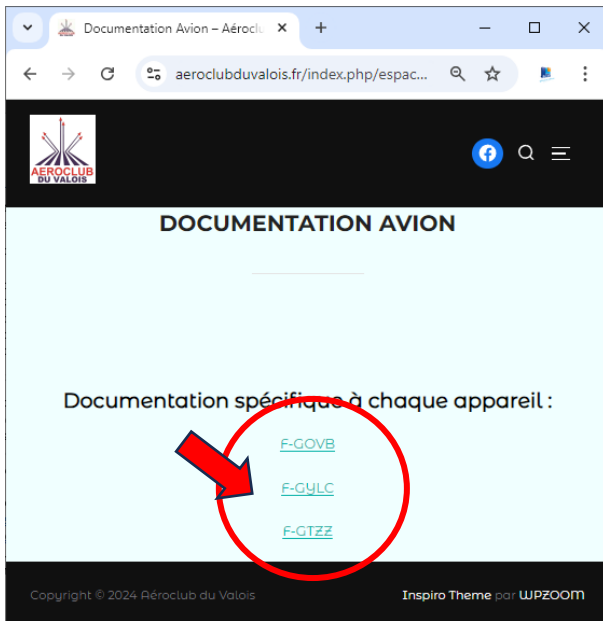 Documentation Avion – Aéroclu
aeroclubduvalois.fr/index.php/espac...
AEROCLUB
DU VALOIS
DOCUMENTATION AVION
Documentation spécifique à chaque appareil :
F-GOVB
F-GYLC
F-GTZZ
Copyright © 2024 Aéroclub du Valois
Inspiro Theme par WPZOOM